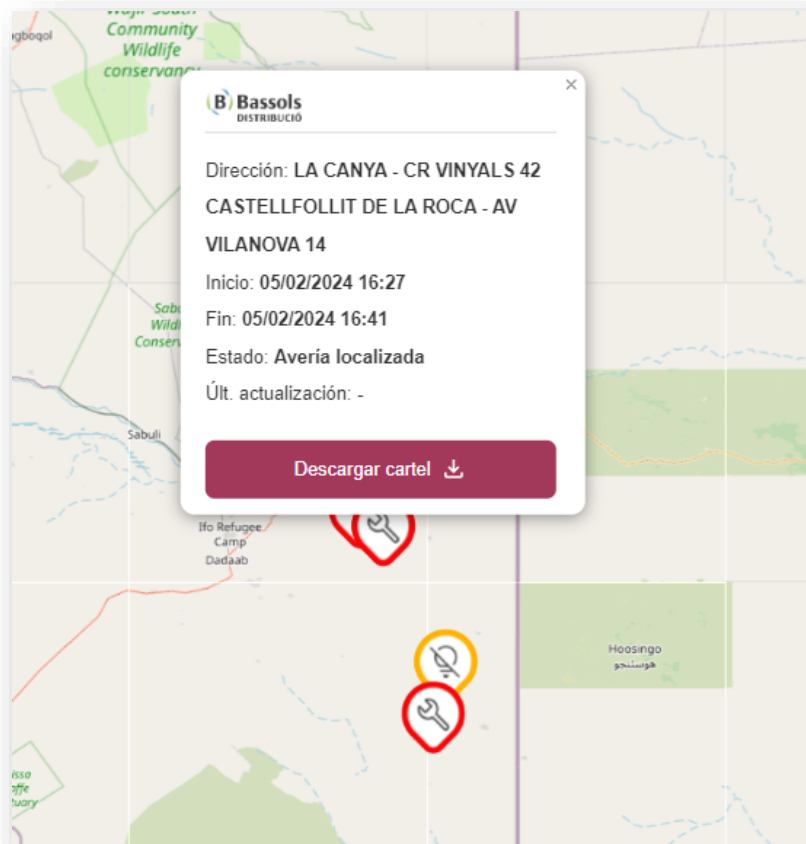 Wajir South
Community
Wildlife
conservancy
(B) Bassols
DISTRIBUCIÓ
×
Dirección: LA CANYA - CR VINYALS 42
CASTELLFOLLIT DE LA ROCA - AV
VILANOVA 14
Inicio: 05/02/2024 16:27
Fin: 05/02/2024 16:41
Estado: Avería localizada
Últ. actualización: -
Descargar cartel
Sabuli
Ifo Refugee
Camp
Dadaab
Hoosingo